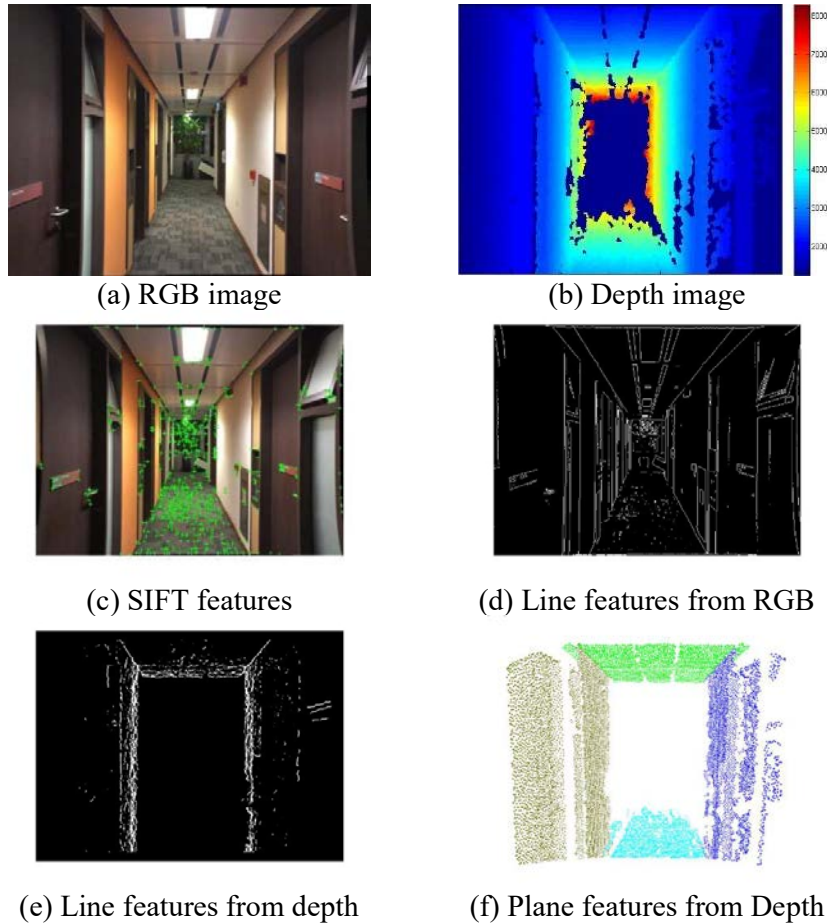 8000
7000
6000
5000
4000
3000
2000
(a) RGB image
(b) Depth image
(c) SIFT features
(d) Line features from RGB
(e) Line features from depth
(f) Plane features from Depth